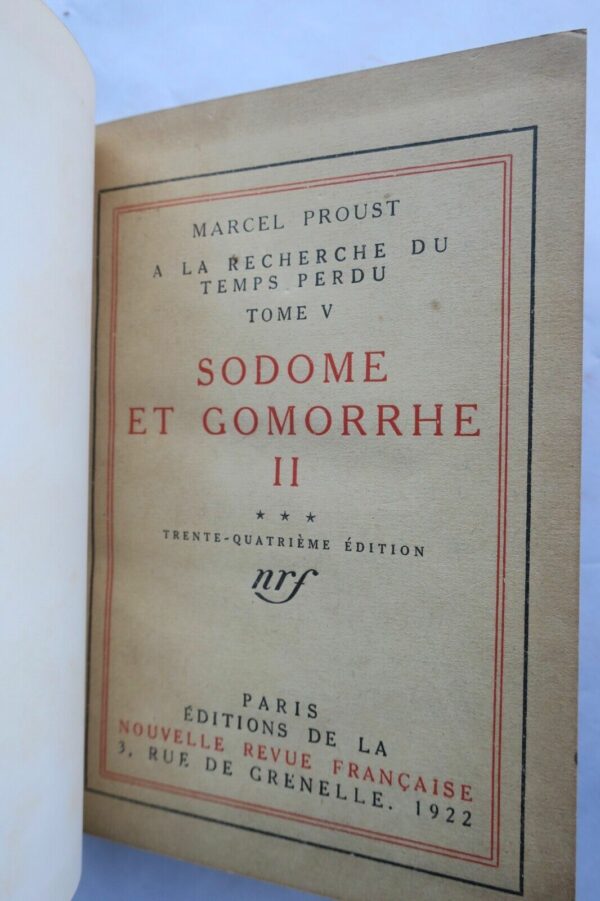 MARCEL PROUST
A LA RECHERCHE DU
TEMPS PERDU
TOME V
SODOME
ET GOMORRHE
II
★ ★ ★
TRENTE-QUATRIÈME ÉDITION
nrf
PARIS
ÉDITIONS DE LA
NOUVELLE REVUE FRANÇAISE
3, RUE DE GRENELLE. 1922